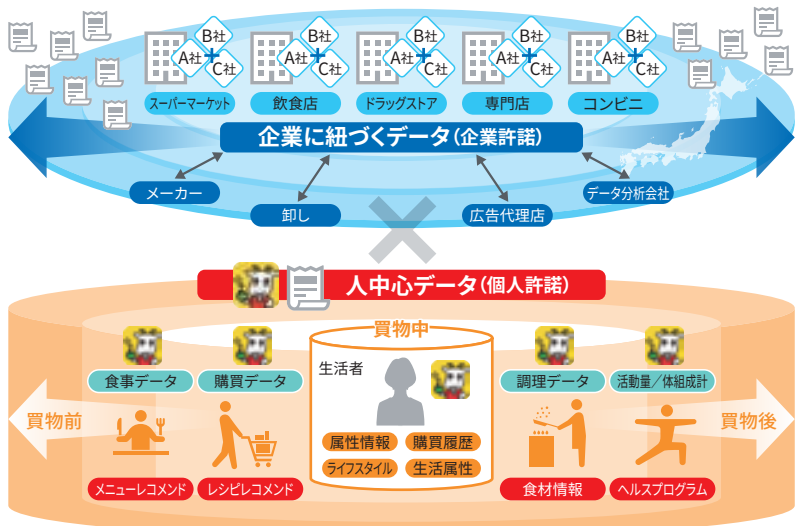 B社
A社
C社
B社
A社
C社
B社
A社
C社
B社
A社
C社
B社
A社
C社
スーパーマーケット
飲食店
ドラッグストア
専門店
コンビニ
企業に紐づくデータ(企業許諾)
メーカー
卸し
広告代理店
データ分析会社
人中心データ(個人許諾)
買物中
生活者
食事データ
購買データ
調理データ
活動量／体組成計
買物前
買物後
属性情報
購買履歴
ライフスタイル
生活属性
メニューレコメンド
レシピレコメンド
食材情報
ヘルスプログラム